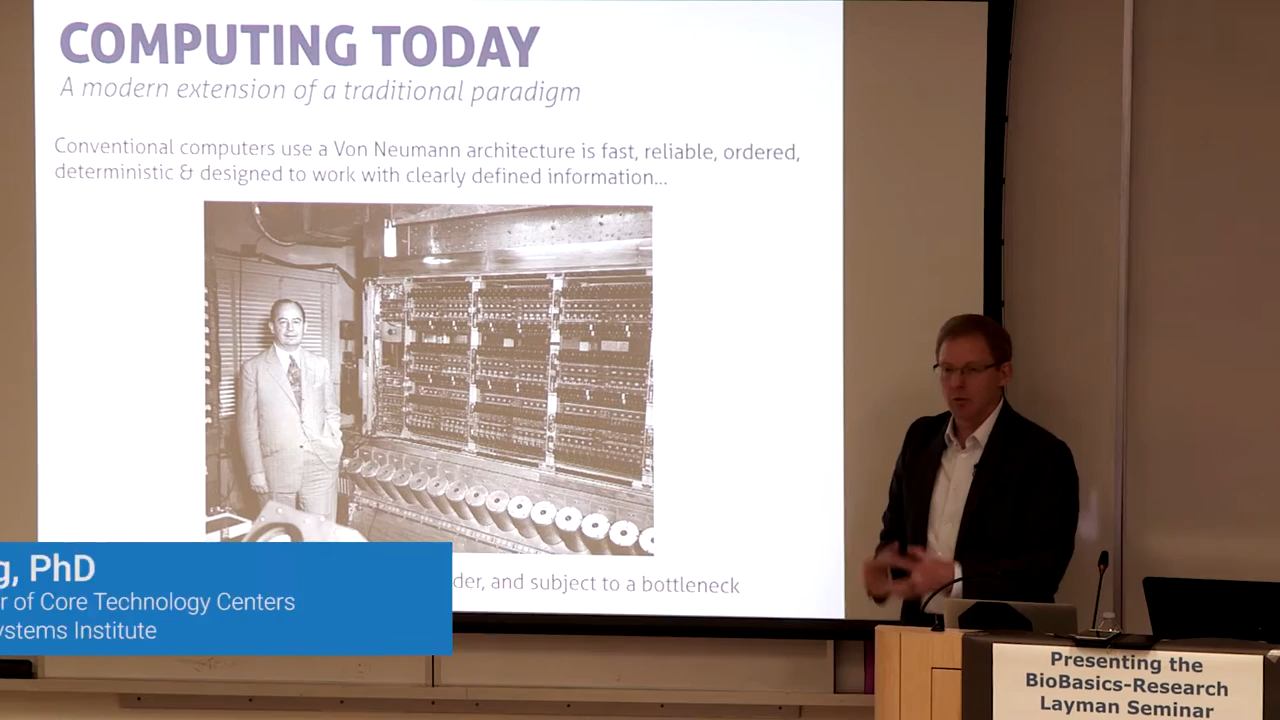 COMPUTING TODAY
A modern extension of a traditional paradigm
Conventional computers use a Von Neumann architecture is fast, reliable, ordered,
deterministic & designed to work with clearly defined information...
der, and subject to a bottleneck
g, PhD
r of Core Technology Centers
ystems Institute
Presenting the
BioBasics-Research
Layman Seminar